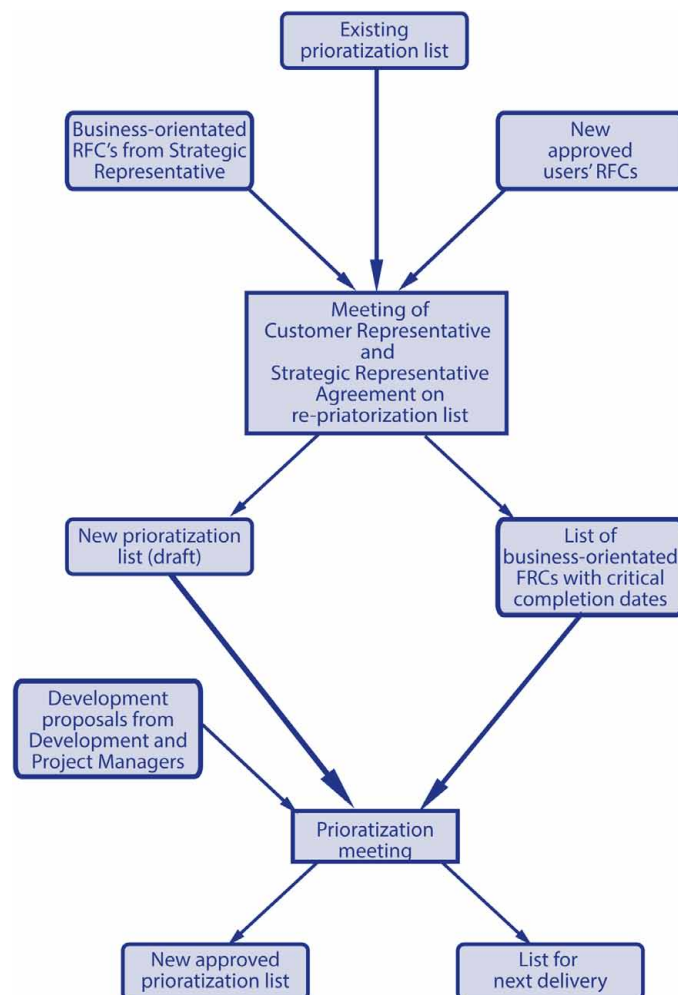 Existing
prioratization list
Business-orientated
RFC's from Strategic
Representative
New
approved
users' RFCs
Meeting of
Customer Representative
and
Strategic Representative
Agreement on
re-priatorization list
New prioratization
list (draft)
List of
business-orientated
FRCs with critical
completion dates
Development
proposals from
Development and
Project Managers
Prioratization
meeting
New approved
prioratization list
List for
next delivery